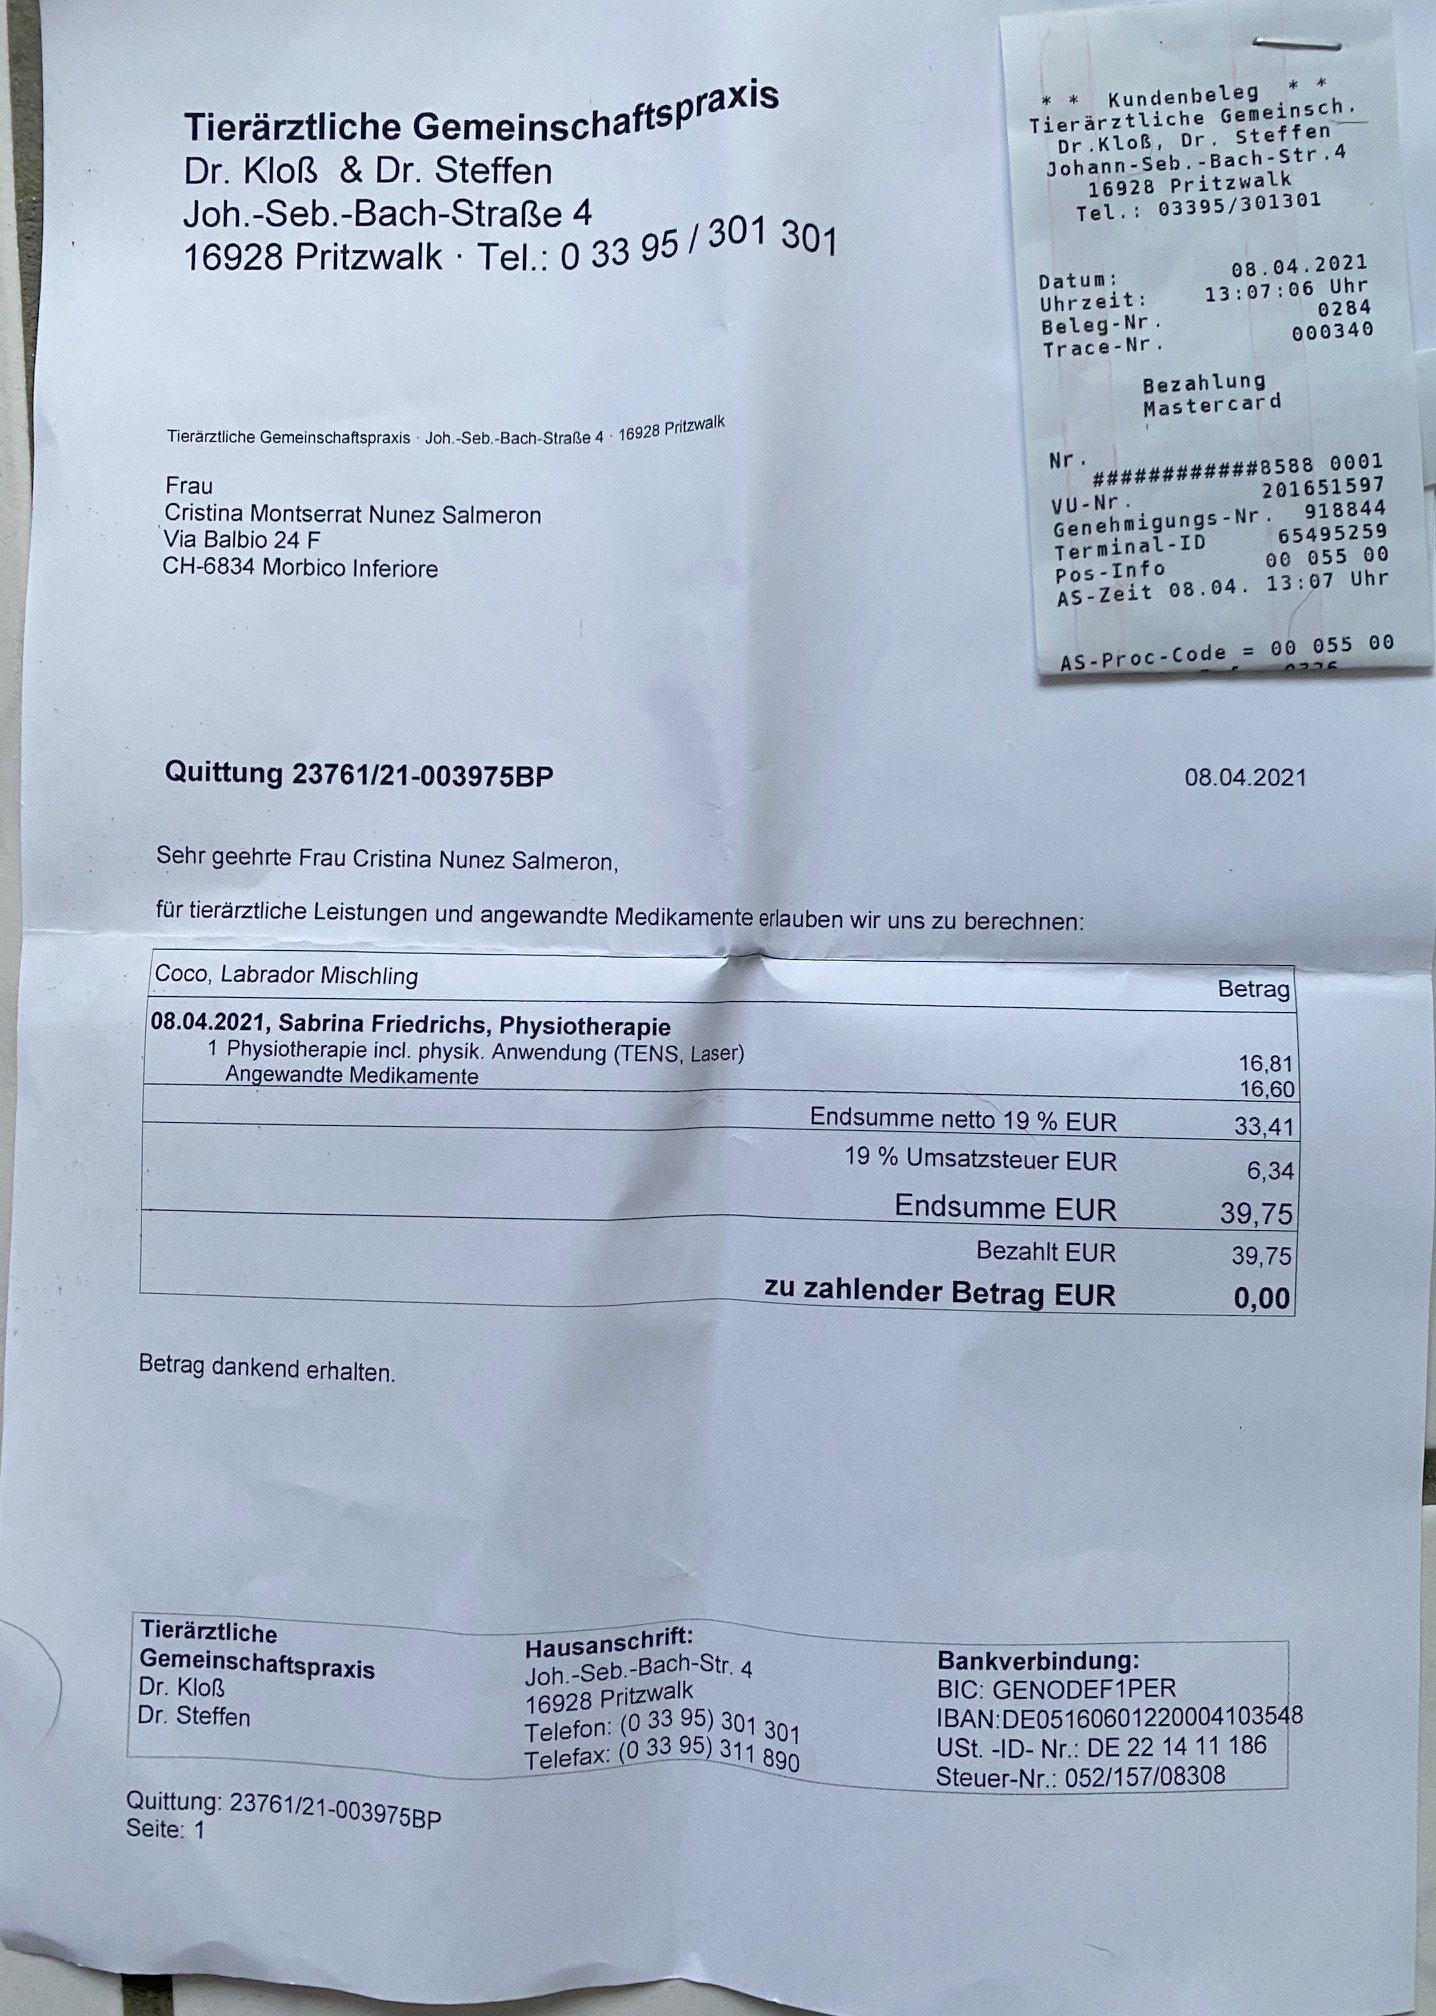 Tierärztliche Gemeinschaftspraxis
Dr. Kloß & Dr. Steffen
Joh.-Seb.-Bach-Straße 4
16928 Pritzwalk · Tel.: 0 33 95 / 301 301
* * Kundenbeleg * *
Tierärztliche Gemeinsch.
Dr.Kloß, Dr. Steffen
Johann-Seb.-Bach-Str.4
16928 Pritzwalk
Tel.: 03395/301301
Datum: 08.04.2021
Uhrzeit: 13:07:06 Uhr
Beleg-Nr. 0284
Trace-Nr. 000340
Bezahlung
Mastercard
Nr.
############8588 0001
VU-Nr. 201651597
Genehmigungs-Nr. 918844
Terminal-ID 65495259
Pos-Info 00 055 00
AS-Zeit 08.04. 13:07 Uhr
AS-Proc-Code = 00 055 00
Tierärztliche Gemeinschaftspraxis · Joh.-Seb.-Bach-Straße 4 · 16928 Pritzwalk
Frau
Cristina Montserrat Nunez Salmeron
Via Balbio 24 F
CH-6834 Morbico Inferiore
Quittung 23761/21-003975BP 08.04.2021
Sehr geehrte Frau Cristina Nunez Salmeron,
für tierärztliche Leistungen und angewandte Medikamente erlauben wir uns zu berechnen:
Coco, Labrador Mischling Betrag
08.04.2021, Sabrina Friedrichs, Physiotherapie
1 Physiotherapie incl. physik. Anwendung (TENS, Laser) 16,81
Angewandte Medikamente 16,60
Endsumme netto 19 % EUR 33,41
19 % Umsatzsteuer EUR 6,34
Endsumme EUR 39,75
Bezahlt EUR 39,75
zu zahlender Betrag EUR 0,00
Betrag dankend erhalten.
Tierärztliche
Gemeinschaftspraxis
Dr. Kloß
Dr. Steffen
Hausanschrift:
Joh.-Seb.-Bach-Str. 4
16928 Pritzwalk
Telefon: (0 33 95) 301 301
Telefax: (0 33 95) 311 890
Bankverbindung:
BIC: GENODEF1PER
IBAN:DE05160601220004103548
USt. -ID- Nr.: DE 22 14 11 186
Steuer-Nr.: 052/157/08308
Quittung: 23761/21-003975BP
Seite: 1